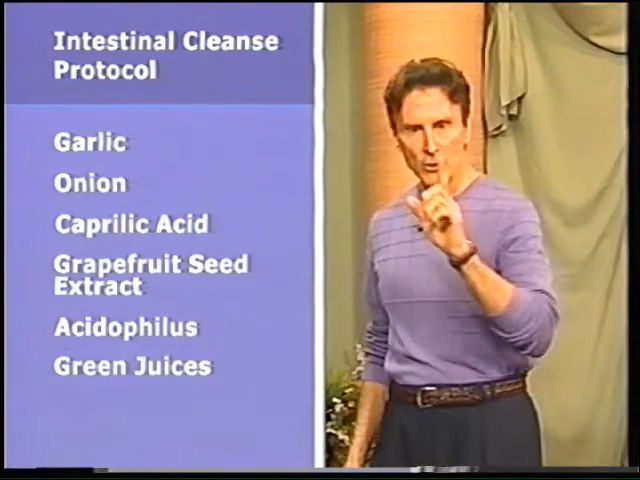 Intestinal Cleanse
Protocol
Garlic
Onion
Caprilic Acid
Grapefruit Seed
Extract
Acidophilus
Green Juices